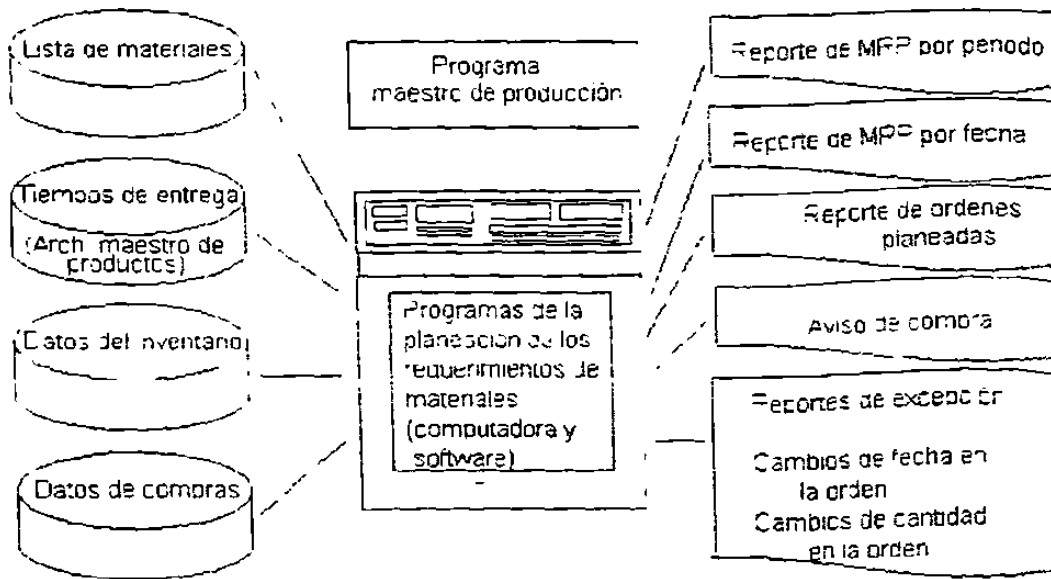 Lista de materiales
Tiempos de entrega
(Arch. maestro de
productos)
Datos del inventario
Datos de compras
Programa
maestro de producción
Programas de la
planeación de los
requerimientos de
materiales
(computadora y
software)
Reporte de MRP por periodo
Reporte de MRP por fecha
Reporte de ordenes
planeadas
Aviso de compra
Reportes de excepción
Cambios de fecha en
la orden
Cambios de cantidad
en la orden